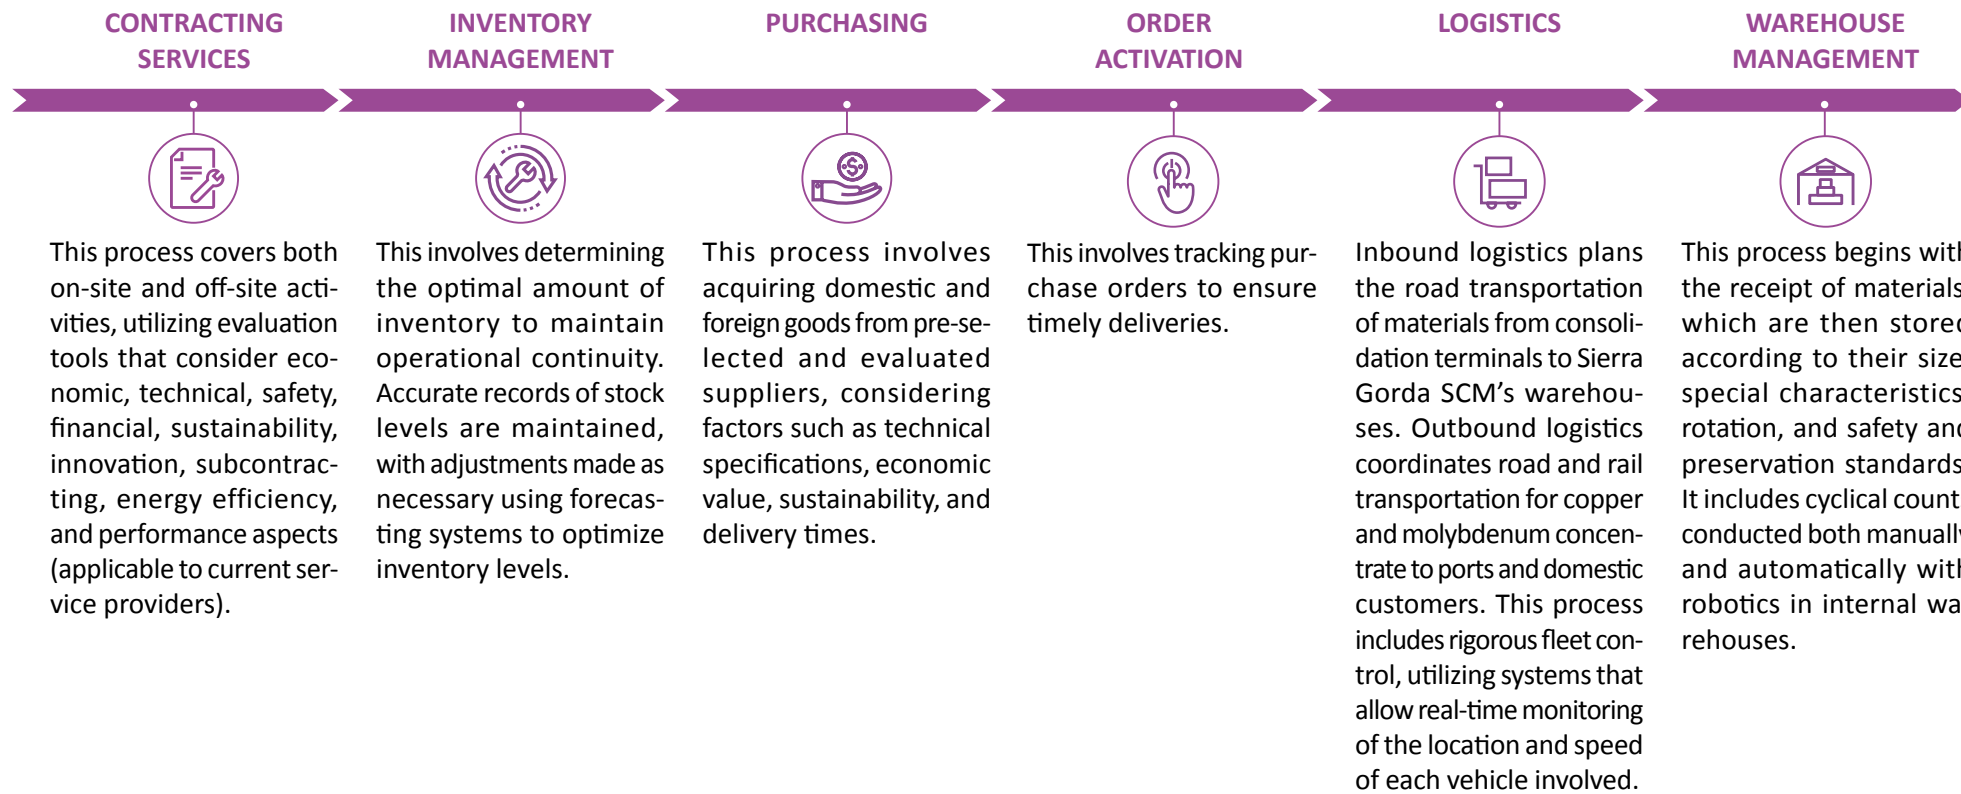 CONTRACTING
SERVICES
INVENTORY
MANAGEMENT
PURCHASING
ORDER
ACTIVATION
LOGISTICS
WAREHOUSE
MANAGEMENT
This process covers both
on-site and off-site acti-
vities, utilizing evaluation
tools that consider eco-
nomic, technical, safety,
financial, sustainability,
innovation, subcontrac-
ting, energy efficiency,
and performance aspects
(applicable to current ser-
vice providers).
This involves determining
the optimal amount of
inventory to maintain
operational continuity.
Accurate records of stock
levels are maintained,
with adjustments made as
necessary using forecas-
ting systems to optimize
inventory levels.
This process involves
acquiring domestic and
foreign goods from pre-se-
lected and evaluated
suppliers, considering
factors such as technical
specifications, economic
value, sustainability, and
delivery times.
This involves tracking pur-
chase orders to ensure
timely deliveries.
Inbound logistics plans
the road transportation
of materials from consoli-
dation terminals to Sierra
Gorda SCM's warehou-
ses. Outbound logistics
coordinates road and rail
transportation for copper
and molybdenum concen-
trate to ports and domestic
customers. This process
includes rigorous fleet con-
trol, utilizing systems that
allow real-time monitoring
of the location and speed
of each vehicle involved.
This process begins with
the receipt of materials
which are then stored
according to their size
special characteristics
rotation, and safety and
preservation standards
It includes cyclical count
conducted both manually
and automatically with
robotics in internal wa
rehouses.